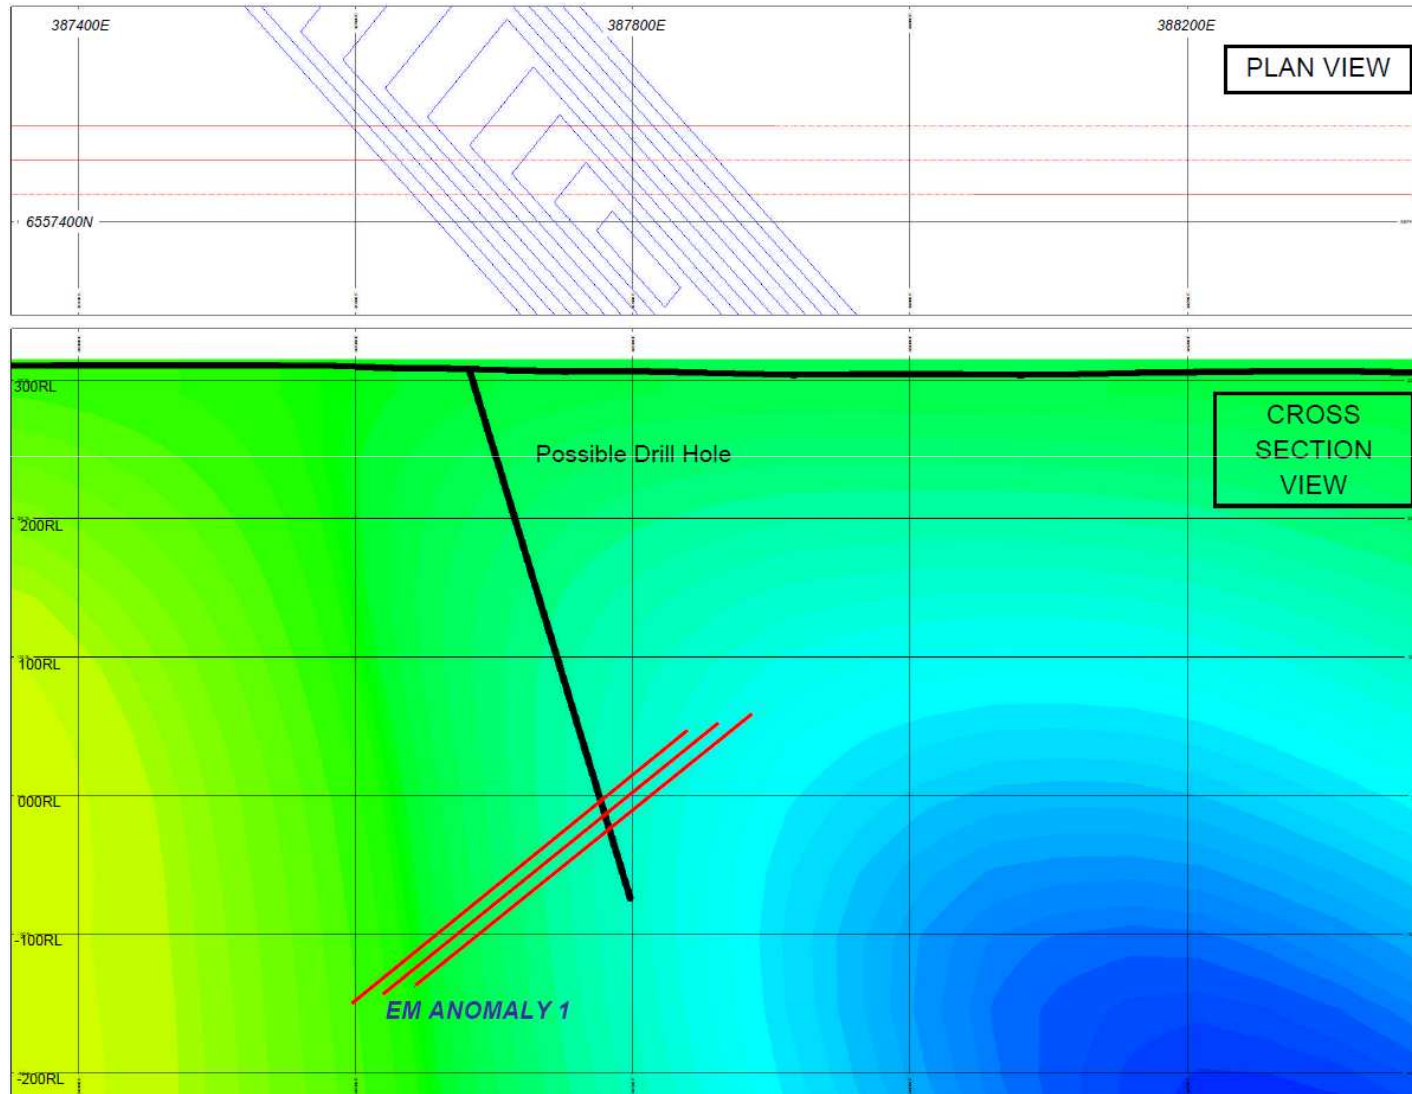 387400E
387800E
388200E
PLAN VIEW
6557400N
300RL
CROSS
SECTION
VIEW
Possible Drill Hole
200RL
100RL
000RL
-100RL
EM ANOMALY 1
-200RL